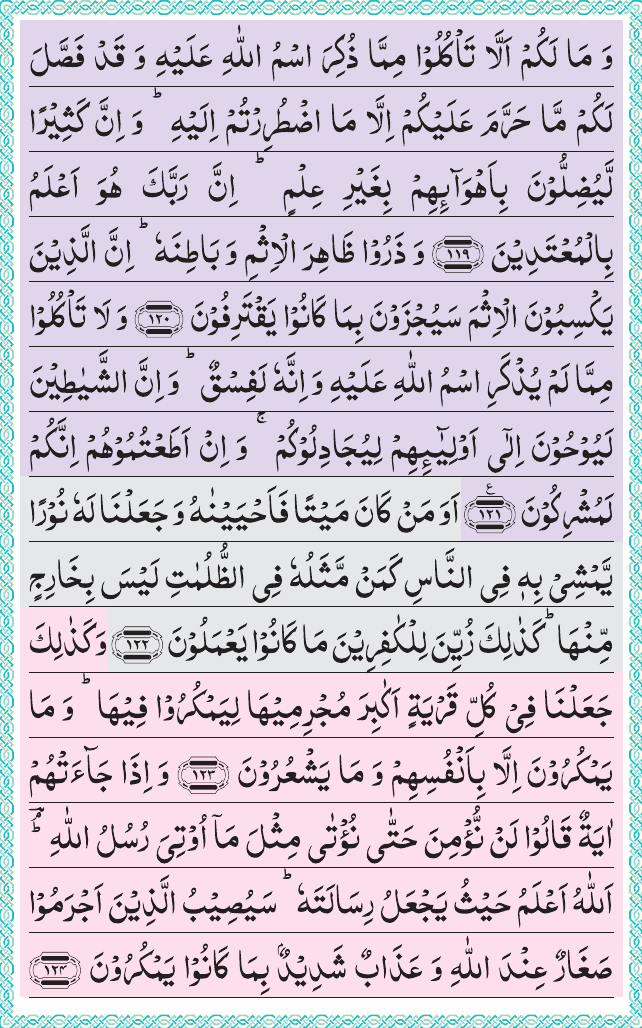 وَ مَا لَكُمْ اَلَّا تَاْكُلُوْا مِمَّا ذُكِرَ اسْمُ اللّٰهِ عَلَيْهِ وَ قَدْ فَصَّلَ
لَكُمْ مَّا حَرَّمَ عَلَيْكُمْ اِلَّا مَا اضْطُرِرْتُمْ اِلَيْهِ ؕ وَ اِنَّ كَثِيْرًا
لَّيُضِلُّوْنَ بِاَهْوَآىِٕهِمْ بِغَيْرِ عِلْمٍ ؕ اِنَّ رَبَّكَ هُوَ اَعْلَمُ
بِالْمُعْتَدِيْنَ ۝۱۱۹ وَ ذَرُوْا ظَاهِرَ الْاِثْمِ وَ بَاطِنَهٗ ؕ اِنَّ الَّذِيْنَ
يَكْسِبُوْنَ الْاِثْمَ سَيُجْزَوْنَ بِمَا كَانُوْا يَقْتَرِفُوْنَ ۝۱۲۰ وَ لَا تَاْكُلُوْا
مِمَّا لَمْ يُذْكَرِ اسْمُ اللّٰهِ عَلَيْهِ وَ اِنَّهٗ لَفِسْقٌ ؕ وَ اِنَّ الشَّيٰطِيْنَ
لَيُوْحُوْنَ اِلٰۤى اَوْلِيٰٓـِٕهِمْ لِيُجَادِلُوْكُمْ ۚ وَ اِنْ اَطَعْتُمُوْهُمْ اِنَّكُمْ
لَمُشْرِكُوْنَ ۝۱۲۱ ع اَوَ مَنْ كَانَ مَيْتًا فَاَحْيَيْنٰهُ وَ جَعَلْنَا لَهٗ نُوْرًا
يَّمْشِيْ بِهٖ فِى النَّاسِ كَمَنْ مَّثَلُهٗ فِى الظُّلُمٰتِ لَيْسَ بِخَارِجٍ
مِّنْهَا ؕ كَذٰلِكَ زُيِّنَ لِلْكٰفِرِيْنَ مَا كَانُوْا يَعْمَلُوْنَ ۝۱۲۲ وَ كَذٰلِكَ
جَعَلْنَا فِيْ كُلِّ قَرْيَةٍ اَكٰبِرَ مُجْرِمِيْهَا لِيَمْكُرُوْا فِيْهَا ؕ وَ مَا
يَمْكُرُوْنَ اِلَّا بِاَنْفُسِهِمْ وَ مَا يَشْعُرُوْنَ ۝۱۲۳ وَ اِذَا جَآءَتْهُمْ
اٰيَةٌ قَالُوْا لَنْ نُّؤْمِنَ حَتّٰى نُؤْتٰى مِثْلَ مَاۤ اُوْتِيَ رُسُلُ اللّٰهِ ؔۘؕ
اَللّٰهُ اَعْلَمُ حَيْثُ يَجْعَلُ رِسَالَتَهٗ ؕ سَيُصِيْبُ الَّذِيْنَ اَجْرَمُوْا
صَغَارٌ عِنْدَ اللّٰهِ وَ عَذَابٌ شَدِيْدٌۢ بِمَا كَانُوْا يَمْكُرُوْنَ ۝۱۲۴